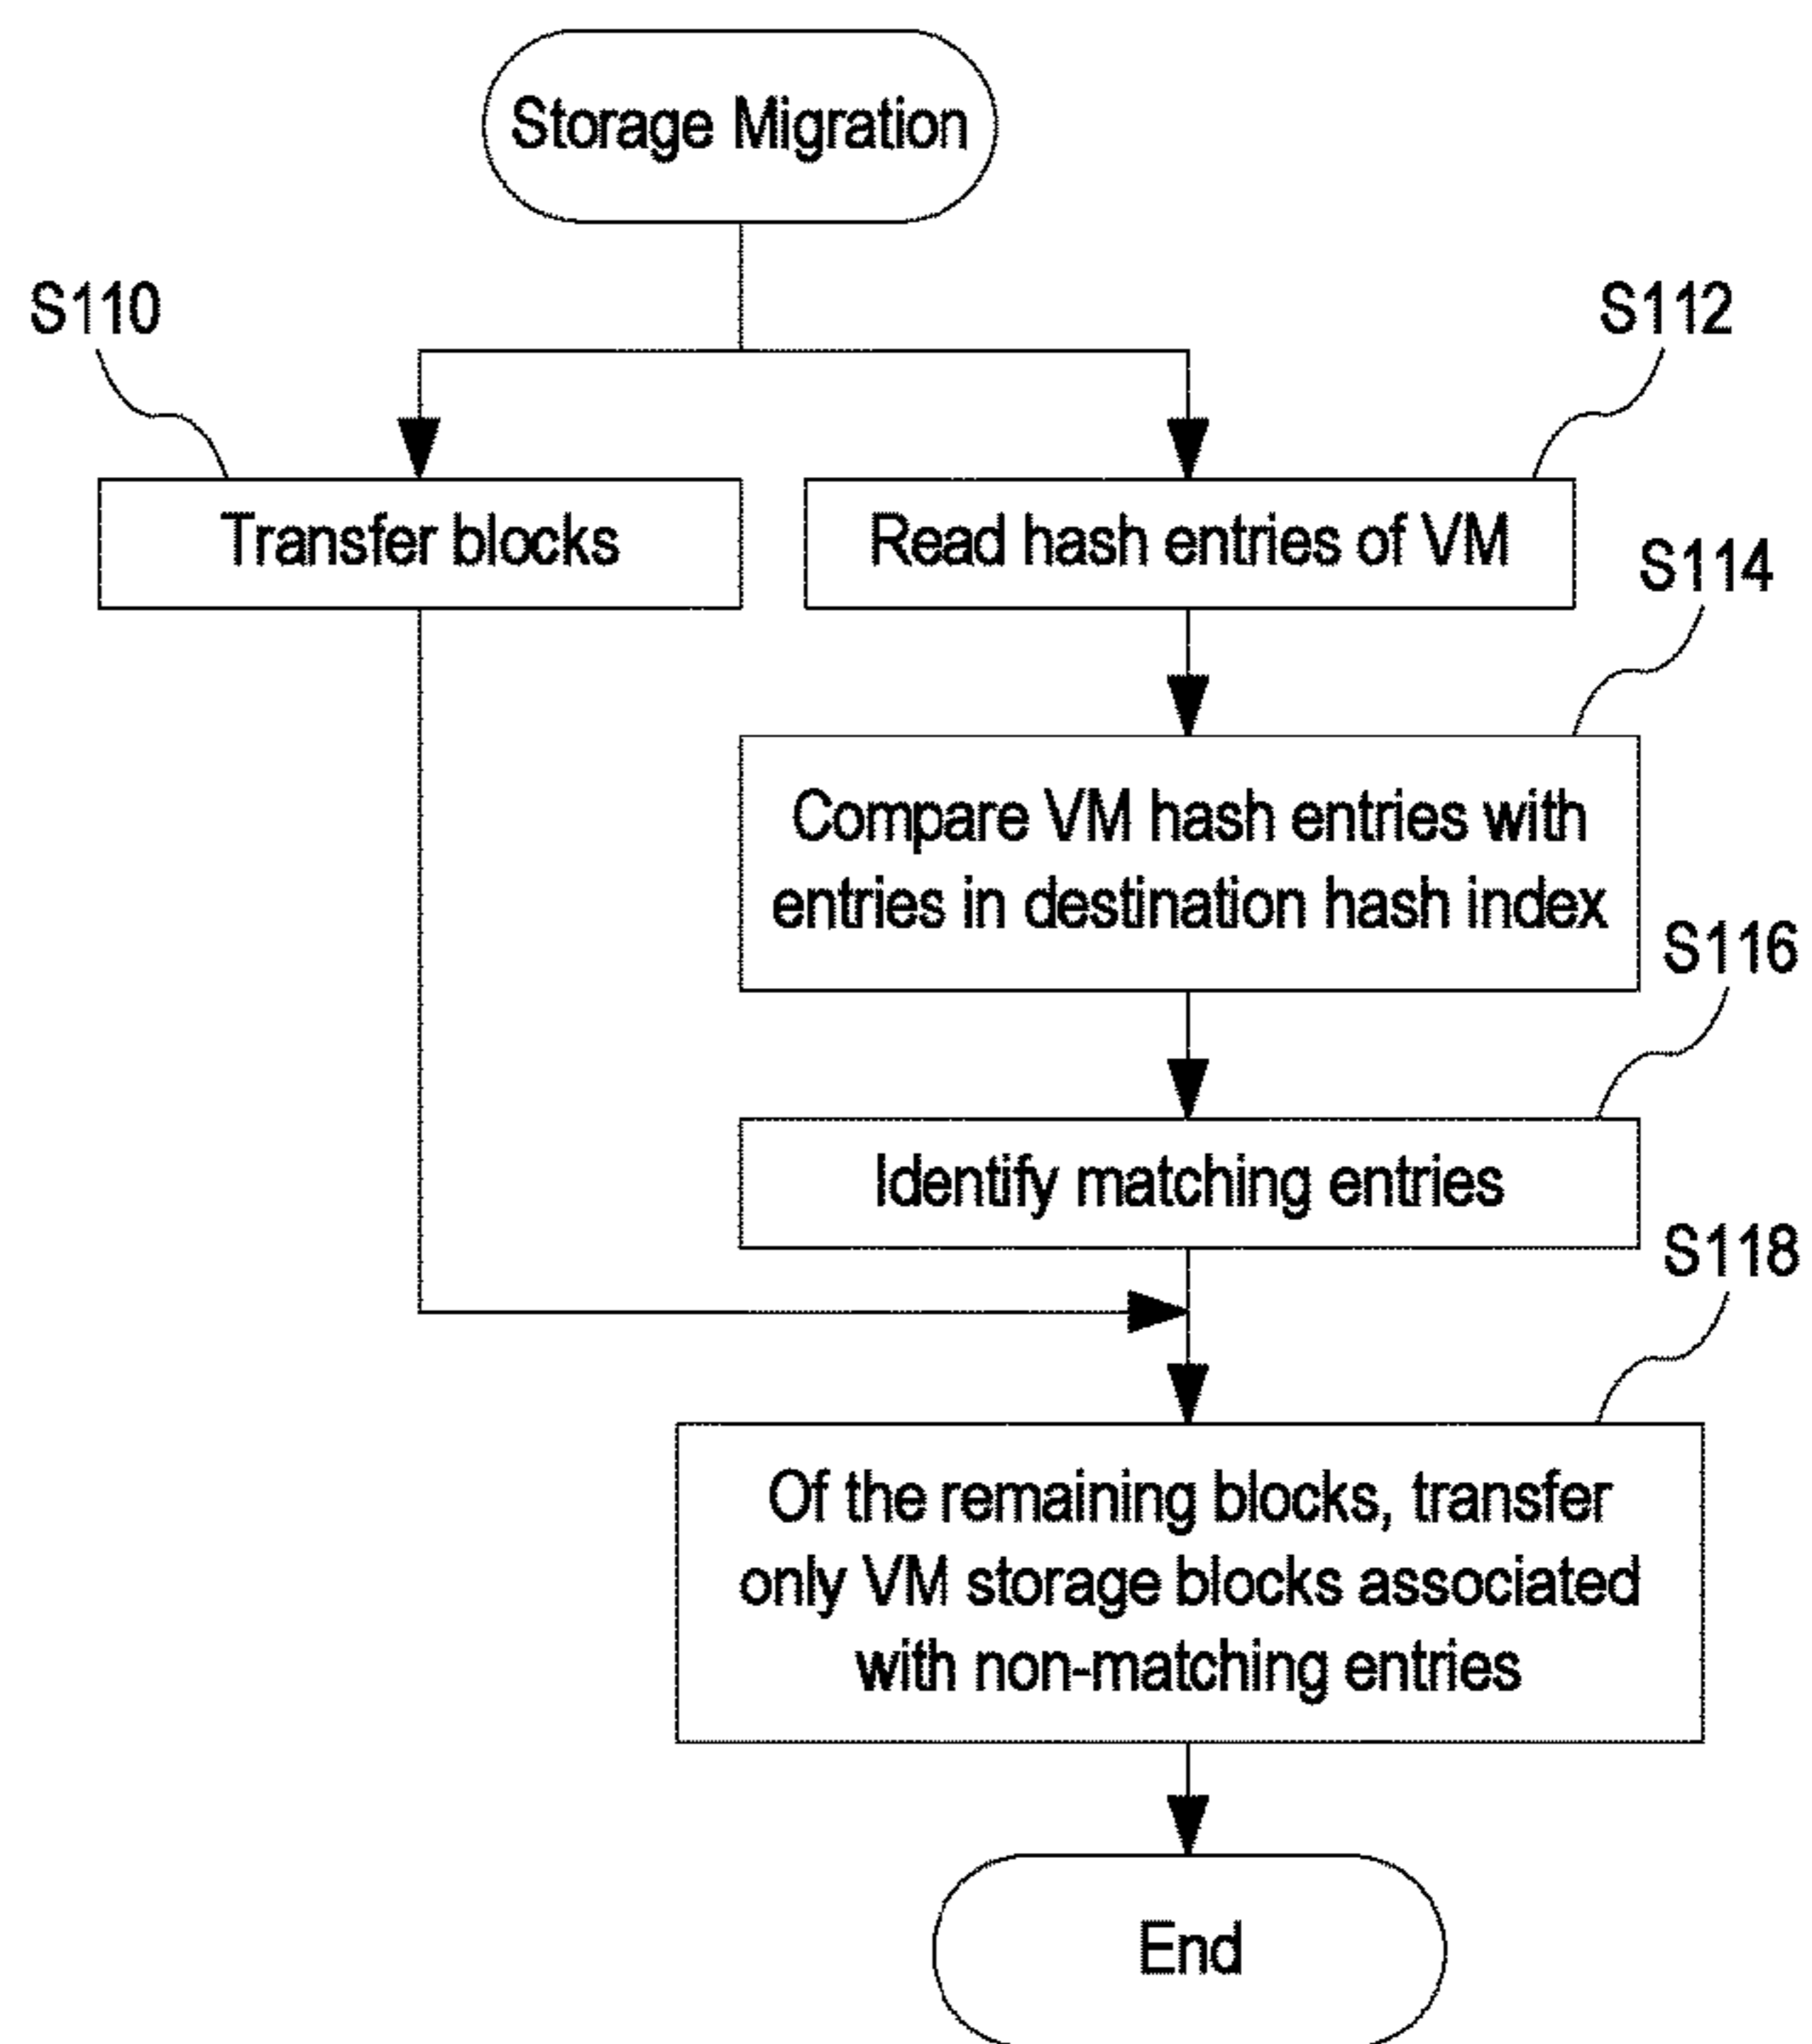 Storage Migration
S110
S112
Transfer blocks
Read hash entries of VM
S114
Compare VM hash entries with
entries in destination hash index
S116
Identify matching entries
S118
Of the remaining blocks, transfer
only VM storage blocks associated
with non-matching entries
End